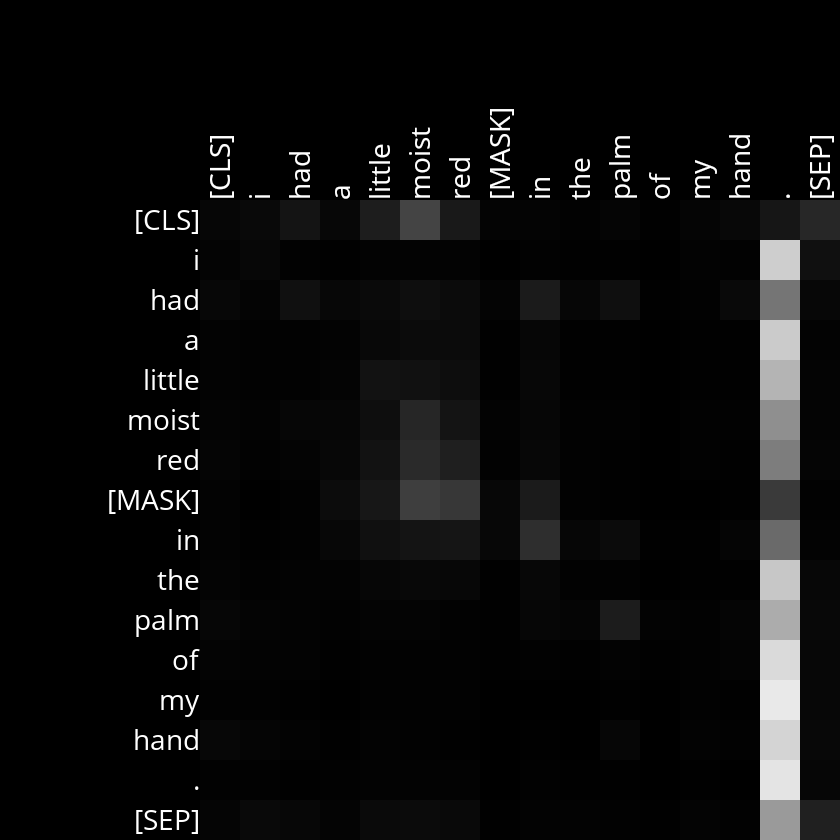 [CLS] i had a little moist red [MASK] in the palm of my hand . [SEP]
[CLS]
i
had
a
little
moist
red
[MASK]
in
the
palm
of
my
hand
.
[SEP]